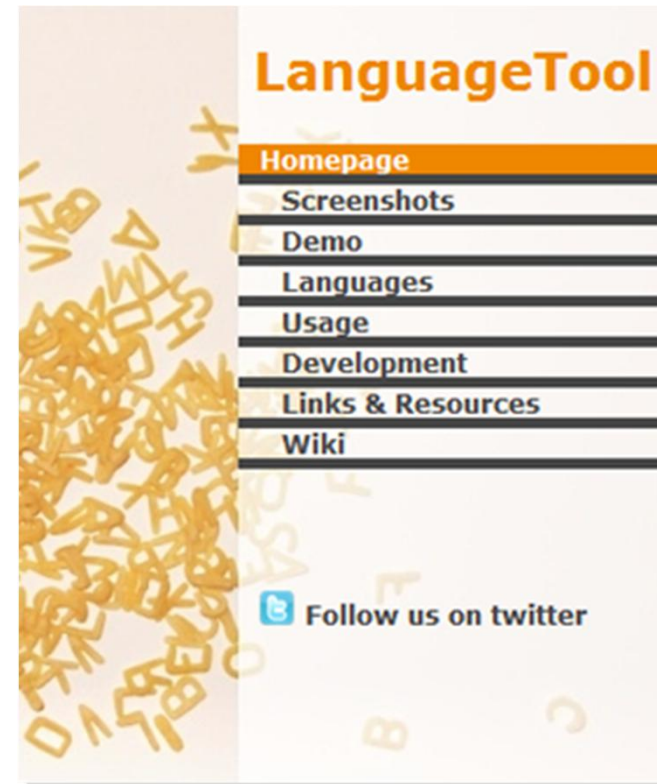 LanguageTool
Homepage
Screenshots
Demo
Languages
Usage
Development
Links & Resources
Wiki
Follow us on twitter